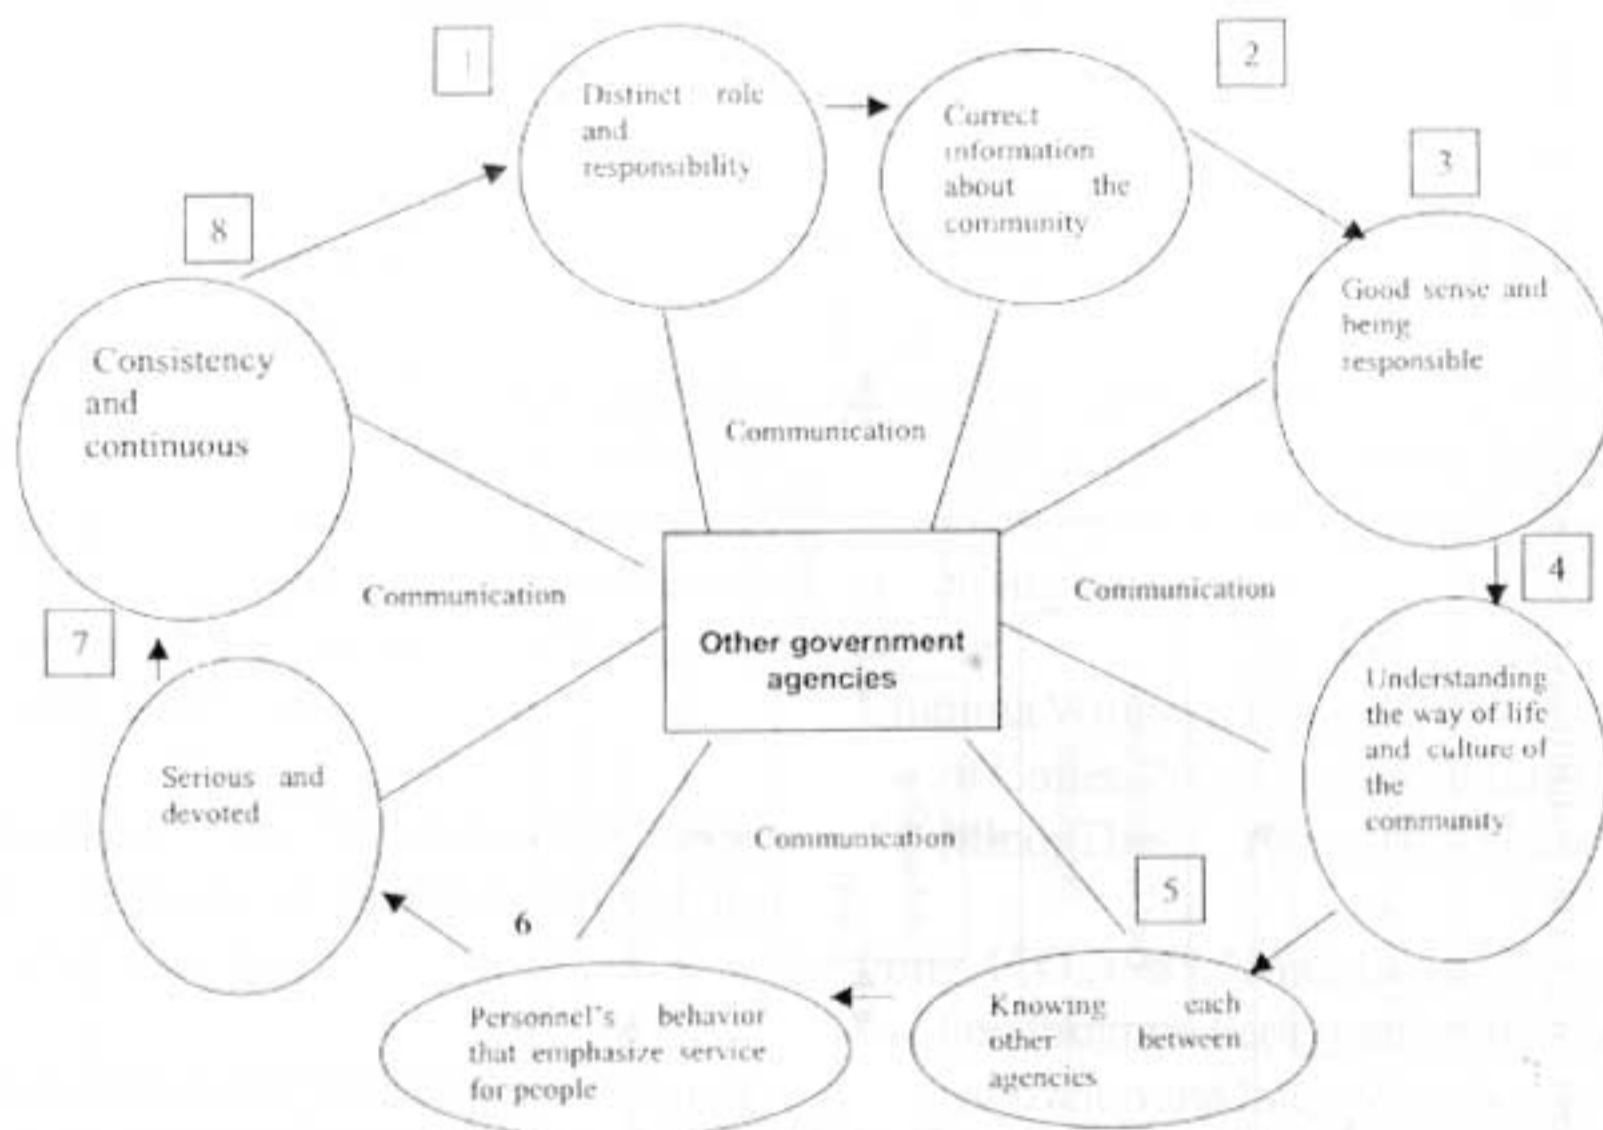 1
Distinct role
and
responsibility
2
Correct
information
about the
community
3
Good sense and
being
responsible
8
Consistency
and
continuous
Communication
Communication
Communication
Other government
agencies
4
Understanding
the way of life
and culture of
the
community
7
Serious and
devoted
Communication
5
6
Personnel's behavior
that emphasize service
for people
Knowing each
other between
agencies